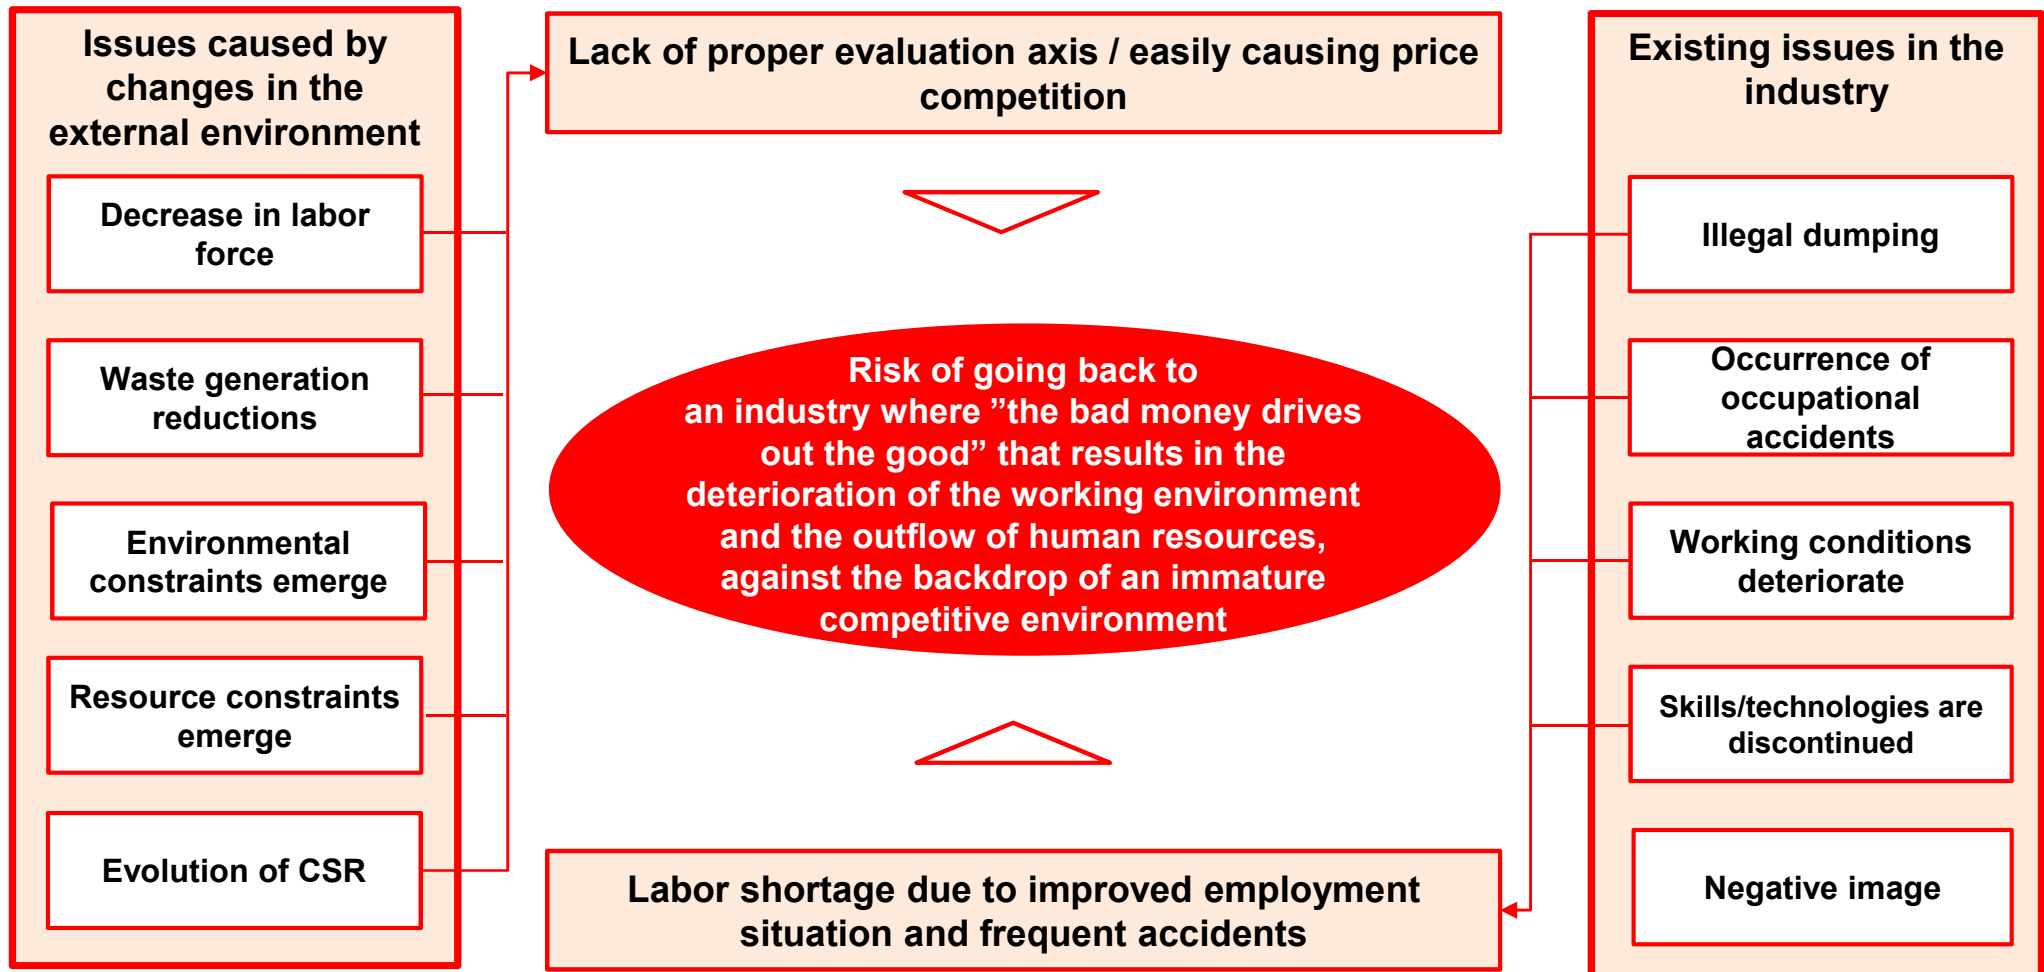 Issues caused by
changes in the
external environment
Decrease in labor
force
Waste generation
reductions
Environmental
constraints emerge
Resource constraints
emerge
Evolution of CSR
Lack of proper evaluation axis / easily causing price
competition
Risk of going back to
an industry where ”the bad money drives
out the good” that results in the
deterioration of the working environment
and the outflow of human resources,
against the backdrop of an immature
competitive environment
Labor shortage due to improved employment
situation and frequent accidents
Existing issues in the
industry
Illegal dumping
Occurrence of
occupational
accidents
Working conditions
deteriorate
Skills/technologies are
discontinued
Negative image